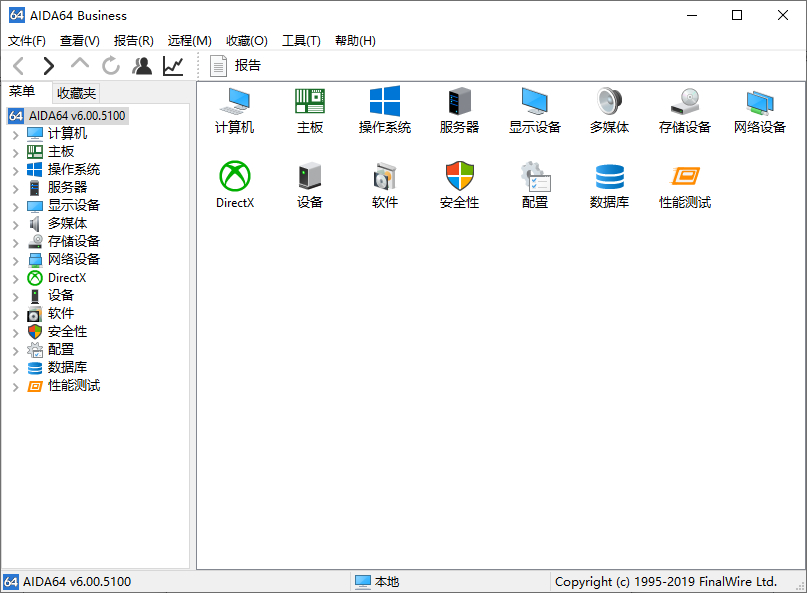 64 AIDA64 Business
文件(F) 查看(V) 报告(R) 远程(M) 收藏(O) 工具(T) 帮助(H)
报告
菜单 收藏夹
64 AIDA64 v6.00.5100
计算机
主板
操作系统
服务器
显示设备
多媒体
存储设备
网络设备
DirectX
设备
软件
安全性
配置
数据库
性能测试
计算机 主板 操作系统 服务器 显示设备 多媒体 存储设备 网络设备
DirectX 设备 软件 安全性 配置 数据库 性能测试
64 AIDA64 v6.00.5100 本地 Copyright (c) 1995-2019 FinalWire Ltd.